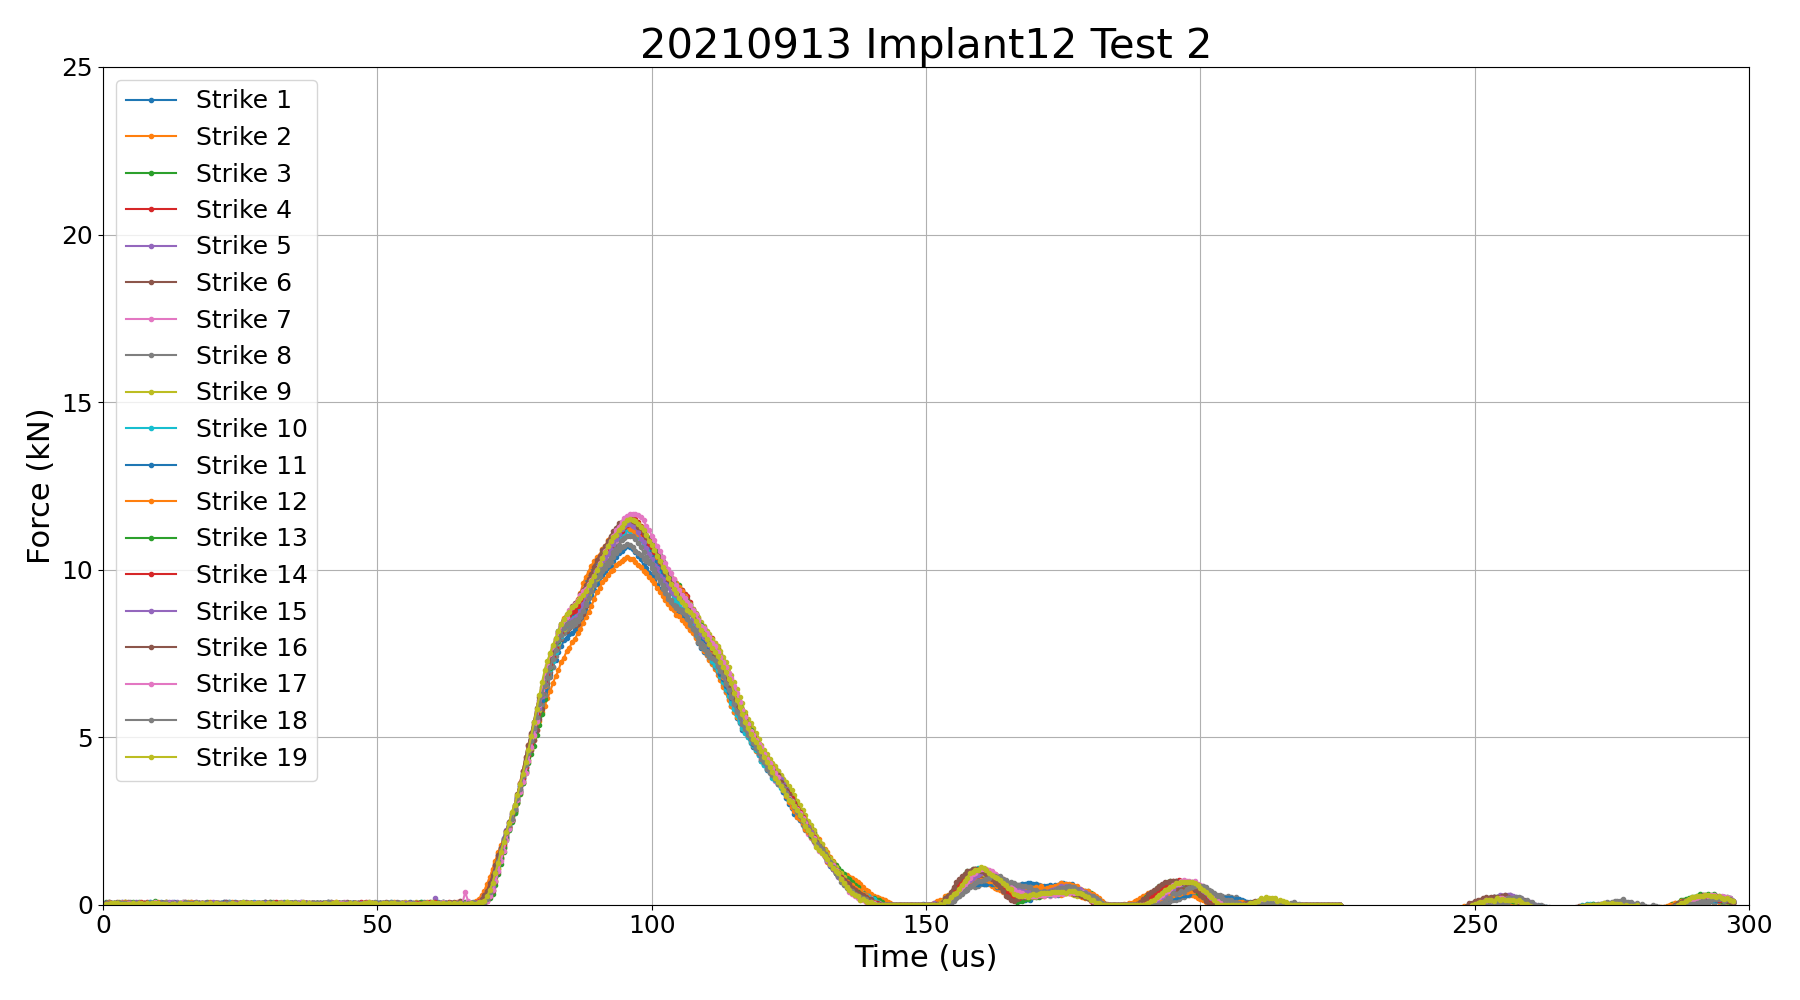 20210913 Implant12 Test 2
25
20
15
10
5
0
Force (kN)
Strike 1
Strike 2
Strike 3
Strike 4
Strike 5
Strike 6
Strike 7
Strike 8
Strike 9
Strike 10
Strike 11
Strike 12
Strike 13
Strike 14
Strike 15
Strike 16
Strike 17
Strike 18
Strike 19
0 50 100 150 200 250 300
Time (us)